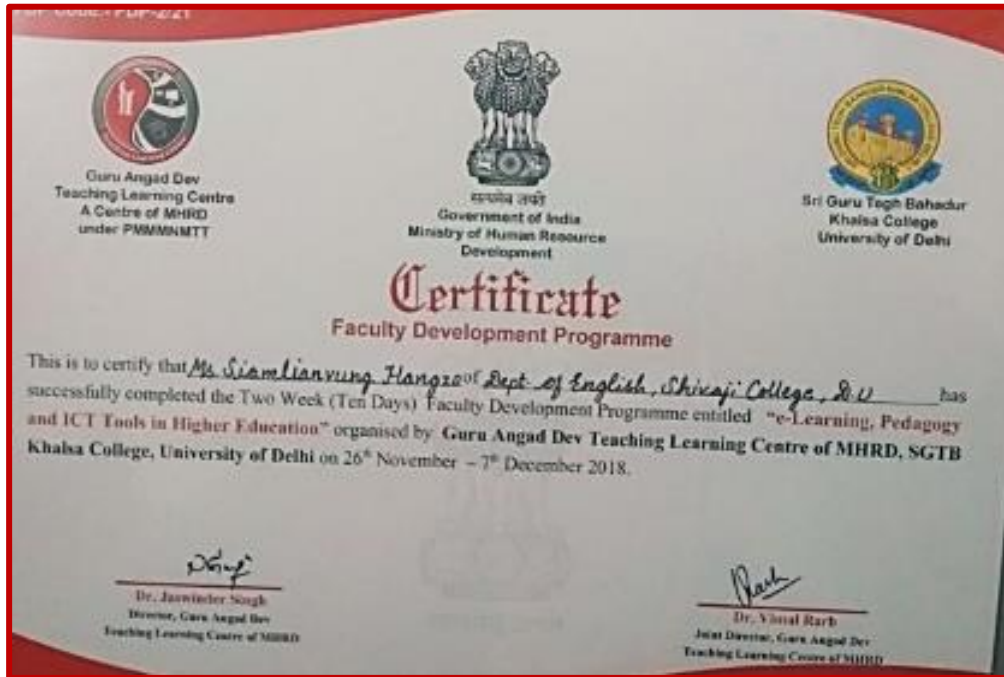 FDP CODE:- FDP-2/21
Guru Angad Dev
Teaching Learning Centre
A Centre of MHRD
under PMMMNMTT
सत्यमेव जयते
Government of India
Ministry of Human Resource
Development
Sri Guru Tegh Bahadur
Khalsa College
University of Delhi
Certificate
Faculty Development Programme
This is to certify that Ms Siamlianvung Hangzo of Dept. of English, Shivaji College, D.U has
successfully completed the Two Week (Ten Days) Faculty Development Programme entitled "e-Learning, Pedagogy
and ICT Tools in Higher Education" organised by Guru Angad Dev Teaching Learning Centre of MHRD, SGTB
Khalsa College, University of Delhi on 26th November – 7th December 2018.
Dr. Jaswinder Singh
Director, Guru Angad Dev
Teaching Learning Centre of MHRD
Dr. Vimal Rarh
Joint Director, Guru Angad Dev
Teaching Learning Centre of MHRD